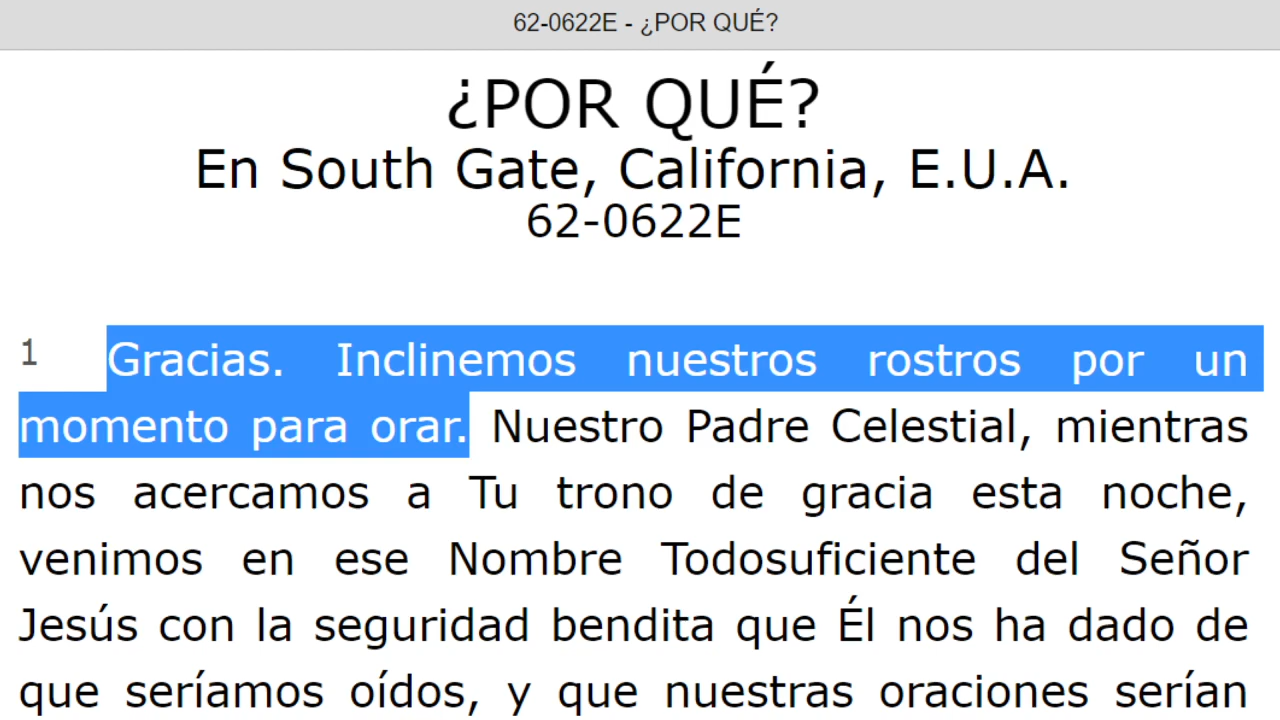 62-0622E - ¿POR QUÉ?
¿POR QUÉ?
En South Gate, California, E.U.A.
62-0622E
1 Gracias. Inclinemos nuestros rostros por un
momento para orar. Nuestro Padre Celestial, mientras
nos acercamos a Tu trono de gracia esta noche,
venimos en ese Nombre Todosuficiente del Señor
Jesús con la seguridad bendita que Él nos ha dado de
que seríamos oídos, y que nuestras oraciones serían